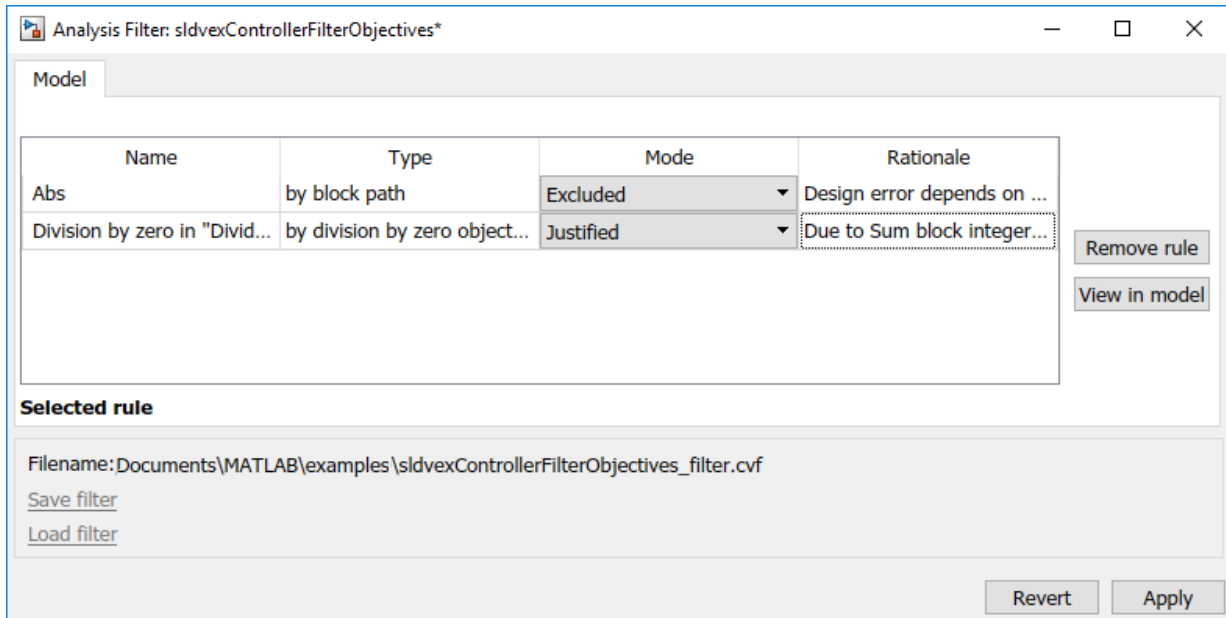 Analysis Filter: sldvexControllerFilterObjectives*
Model
Name Type Mode Rationale
Abs by block path Excluded Design error depends on ...
Division by zero in "Divid... by division by zero object... Justified Due to Sum block integer...
Remove rule
View in model
Selected rule
Filename: Documents\MATLAB\examples\sldvexControllerFilterObjectives_filter.cvf
Save filter
Load filter
Revert Apply